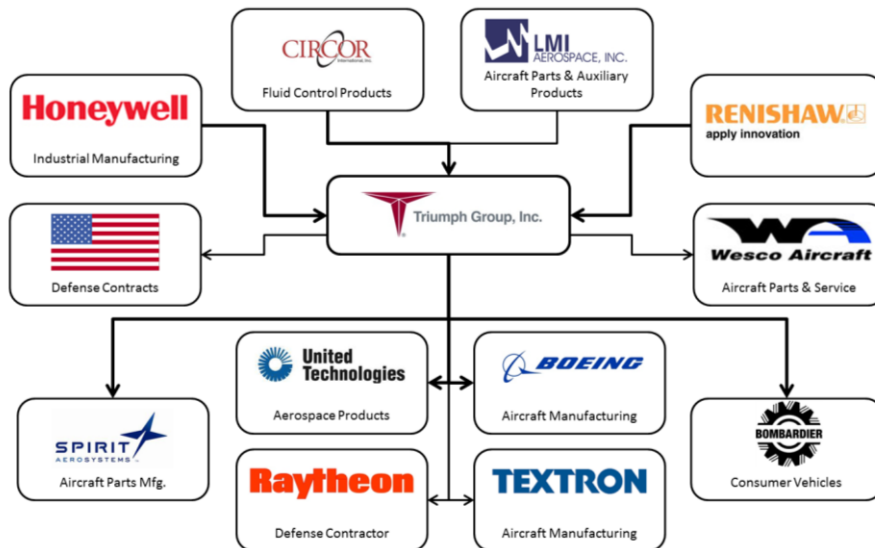 CIRCOR
International, Inc.
Fluid Control Products
LMI
AEROSPACE, INC.
Aircraft Parts & Auxiliary
Products
Honeywell
Industrial Manufacturing
RENISHAW
apply innovation
Triumph Group, Inc.
®
Defense Contracts
Wesco Aircraft
Aircraft Parts & Service
United
Technologies
Aerospace Products
BOEING
Aircraft Manufacturing
SPIRIT
AEROSYSTEMS
Aircraft Parts Mfg.
BOMBARDIER
Consumer Vehicles
Raytheon
Defense Contractor
TEXTRON
Aircraft Manufacturing